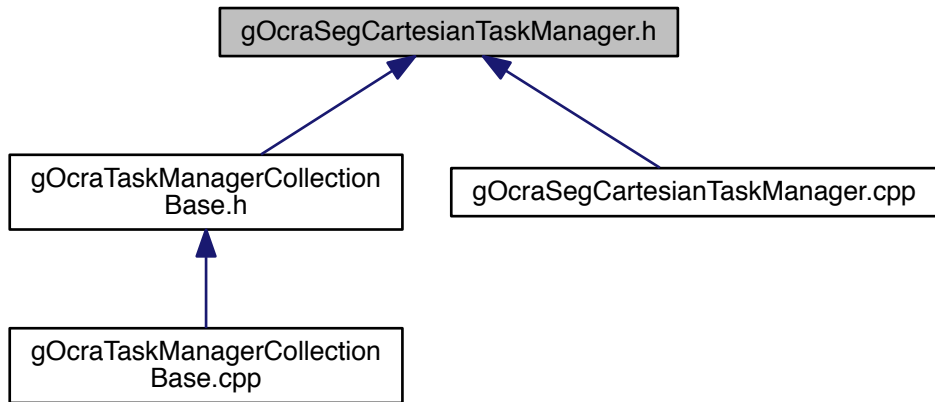 gOcraSegCartesianTaskManager.h
gOcraTaskManagerCollection
Base.h
gOcraSegCartesianTaskManager.cpp
gOcraTaskManagerCollection
Base.cpp